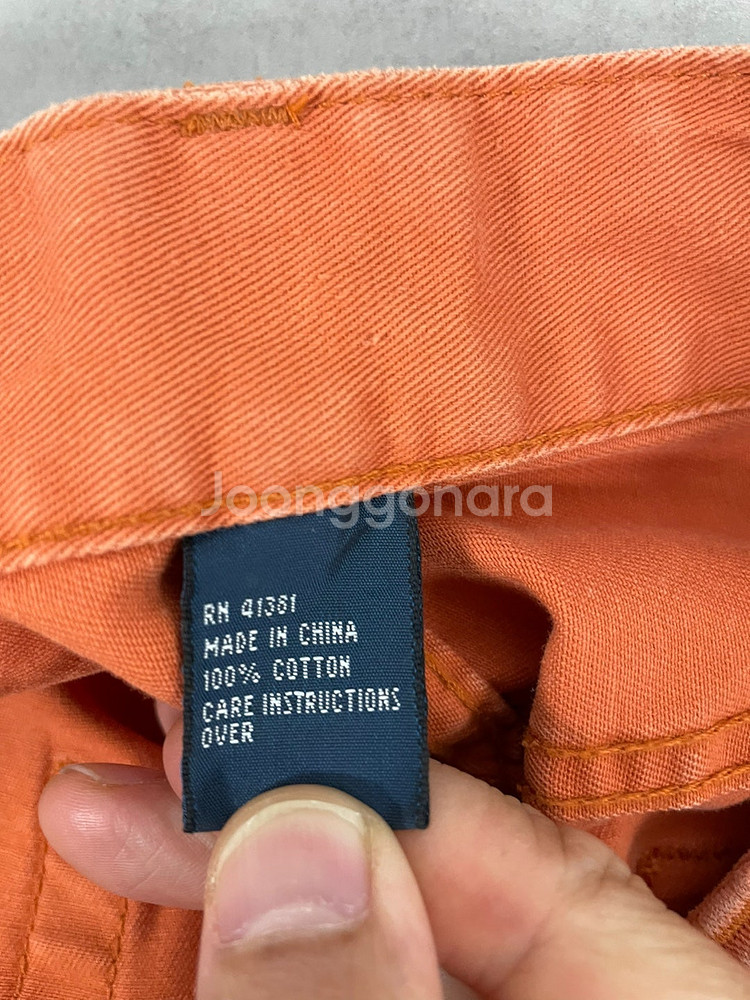 Joonggonara
RN 41381
MADE IN CHINA
100% COTTON
CARE INSTRUCTIONS
OVER